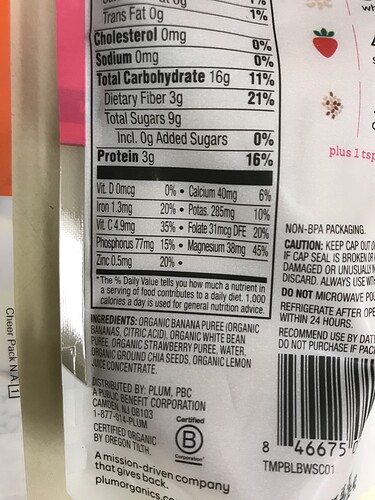 1%
Trans Fat 0g
1%
Cholesterol 0mg
0%
Sodium 0mg
0%
Total Carbohydrate 16g 11%
Dietary Fiber 3g 21%
Total Sugars 9g
Incl. 0g Added Sugars 0%
Protein 3g 16%
Vit. D 0mcg 0% • Calcium 40mg 6%
Iron 1.3mg 20% • Potas. 285mg 10%
Vit. C 4.9mg 35% • Folate 31mcg DFE 20%
Phosphorus 77mg 15% • Magnesium 38mg 45%
Zinc 0.5mg 20% •
*The % Daily Value tells you how much a nutrient in
a serving of food contributes to a daily diet. 1,000
calories a day is used for general nutrition advice.
INGREDIENTS: ORGANIC BANANA PUREE (ORGANIC
BANANAS, CITRIC ACID), ORGANIC WHITE BEAN
PUREE, ORGANIC STRAWBERRY PUREE, WATER,
ORGANIC GROUND CHIA SEEDS, ORGANIC LEMON
JUICE CONCENTRATE.
DISTRIBUTED BY: PLUM, PBC
A PUBLIC BENEFIT CORPORATION
CAMDEN, NJ 08103
1-877-914-PLUM
CERTIFIED ORGANIC
BY OREGON TILTH.
Certified
B
Corporation
A mission-driven company
that gives back.
plumorganics.co
Cheer Pack N.A. 1
wh
plus 1 tsp
NON-BPA PACKAGING.
CAUTION: KEEP CAP OUT O
IF CAP SEAL IS BROKEN OR
DAMAGED OR UNUSUALLY
DISCARD. ALWAYS USE WITH
DO NOT MICROWAVE POU
REFRIGERATE AFTER OPE
WITHIN 24 HOURS.
RECOMMEND USE BY DAT
DO NOT PURCHASE IF PACK
8 46675 0
TMPBLBWSC01